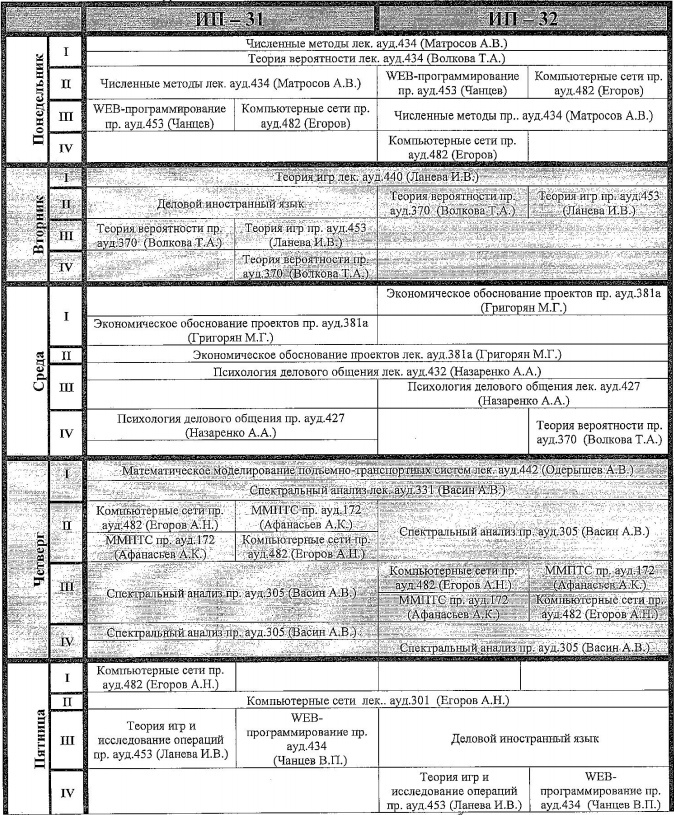 ИП – 31 ИП – 32
Понедельник
I
Численные методы лек. ауд.434 (Матросов А.В.)
Теория вероятности лек. ауд.434 (Волкова Т.А.)
II
Численные методы лек. ауд.434 (Матросов А.В.)
WEB-программирование
пр. ауд.453 (Чанцев)
Компьютерные сети пр.
ауд.482 (Егоров)
III
WEB-программирование
пр. ауд.453 (Чанцев)
Компьютерные сети пр.
ауд.482 (Егоров)
Численные методы пр.. ауд.434 (Матросов А.В.)
IV
Компьютерные сети пр.
ауд.482 (Егоров)
Вторник
I
Теория игр лек. ауд.440 (Ланева И.В.)
II
Деловой иностранный язык
Теория вероятности пр.
ауд.370 (Волкова Т.А.)
Теория игр пр. ауд.453
(Ланева И.В.)
III
Теория вероятности пр.
ауд.370 (Волкова Т.А.)
Теория игр пр. ауд.453
(Ланева И.В.)
IV
Теория вероятности пр.
ауд.370 (Волкова Т.А.)
Среда
I
Экономическое обоснование проектов пр. ауд.381а
(Григорян М.Г.)
Экономическое обоснование проектов пр. ауд.381а
(Григорян М.Г.)
II
Экономическое обоснование проектов лек. ауд.381а (Григорян М.Г.)
III
Психология делового общения лек. ауд.432 (Назаренко А.А.)
Психология делового общения лек. ауд.427
(Назаренко А.А.)
IV
Психология делового общения пр. ауд.427
(Назаренко А.А.)
Теория вероятности пр.
ауд.370 (Волкова Т.А.)
Четверг
I
Математическое моделирование подъемно-транспортных систем лек. ауд.442 (Одерышев А.В.)
Спектральный анализ лек. ауд.331 (Васин А.В.)
II
Компьютерные сети пр.
ауд.482 (Егоров А.Н.)
ММПТС пр. ауд.172
(Афанасьев А.К.)
ММПТС пр. ауд.172
(Афанасьев А.К.)
Компьютерные сети пр.
ауд.482 (Егоров А.Н.)
Спектральный анализ пр. ауд.305 (Васин А.В.)
III
Спектральный анализ пр. ауд.305 (Васин А.В.)
Компьютерные сети пр.
ауд.482 (Егоров А.Н.)
ММПТС пр. ауд.172
(Афанасьев А.К.)
ММПТС пр. ауд.172
(Афанасьев А.К.)
Компьютерные сети пр.
ауд.482 (Егоров А.Н.)
IV
Спектральный анализ пр. ауд.305 (Васин А.В.)
Спектральный анализ пр. ауд.305 (Васин А.В.)
Пятница
I
Компьютерные сети пр.
ауд.482 (Егоров А.Н.)
II
Компьютерные сети лек.. ауд.301 (Егоров А.Н.)
III
Теория игр и
исследование операций
пр. ауд.453 (Ланева И.В.)
WEB-
программирование пр.
ауд.434
(Чанцев В.П.)
Деловой иностранный язык
IV
Теория игр и
исследование операций
пр. ауд.453 (Ланева И.В.)
WEB-
программирование пр.
ауд.434 (Чанцев В.П.)